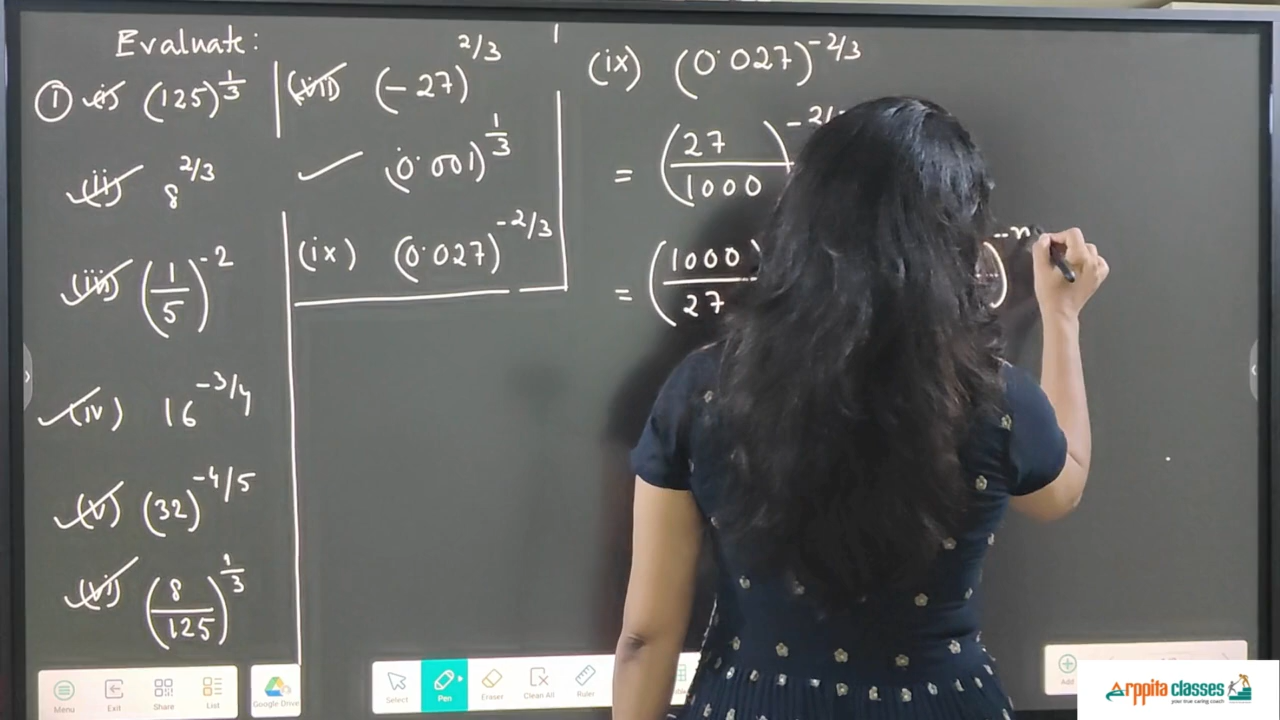 Evaluate:
① (i) (125)^{1/3}
(ii) 8^{2/3}
(iii) (1/5)^{-2}
(iv) 16^{-3/4}
(v) (32)^{-4/5}
(vi) (8/125)^{1/3}
(vii) (-27)^{2/3}
(0.001)^{1/3}
(ix) (0.027)^{-2/3}
(ix) (0.027)^{-2/3}
= (27/1000)^{-2/
= (1000/27
)^{-n
Menu Exit Share List Google Drive
Select Pen Eraser Clean All Ruler
Add
Arppita classes
your true caring coach